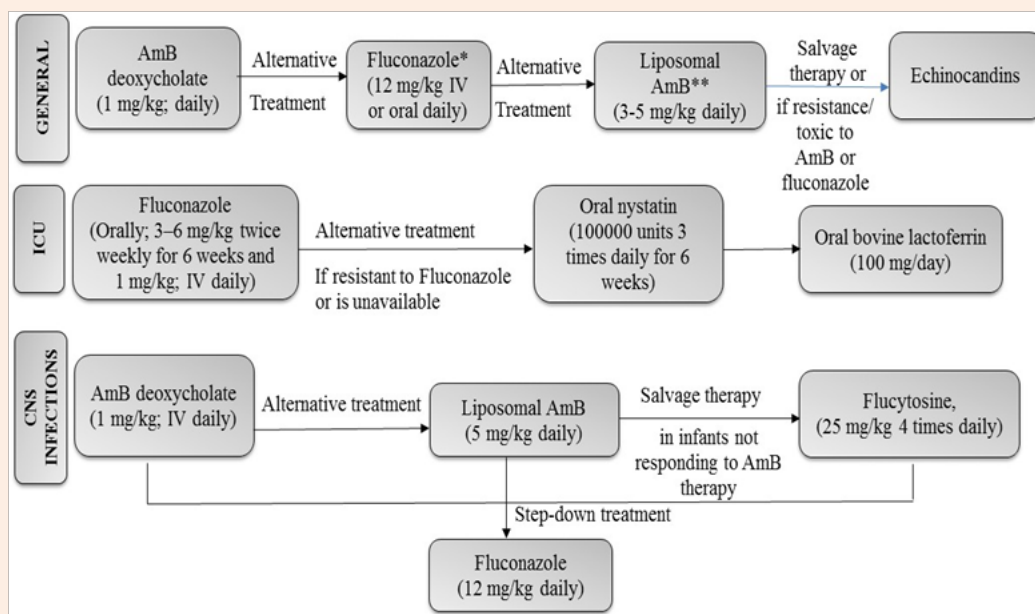 GENERAL
AmB
deoxycholate
(1 mg/kg; daily)
Alternative
Treatment
Fluconazole*
(12 mg/kg IV
or oral daily)
Alternative
Treatment
Liposomal
AmB**
(3-5 mg/kg daily)
Salvage
therapy or
if resistance/
toxic to
AmB or
fluconazole
Echinocandins
ICU
Fluconazole
(Orally; 3–6 mg/kg twice
weekly for 6 weeks and
1 mg/kg; IV daily)
Alternative treatment
If resistant to Fluconazole
or is unavailable
Oral nystatin
(100000 units 3
times daily for 6
weeks)
Oral bovine lactoferrin
(100 mg/day)
CNS
INFECTIONS
AmB deoxycholate
(1 mg/kg; IV daily)
Alternative treatment
Liposomal AmB
(5 mg/kg daily)
Salvage therapy
in infants not
responding to AmB
therapy
Flucytosine,
(25 mg/kg 4 times daily)
Step-down treatment
Fluconazole
(12 mg/kg daily)